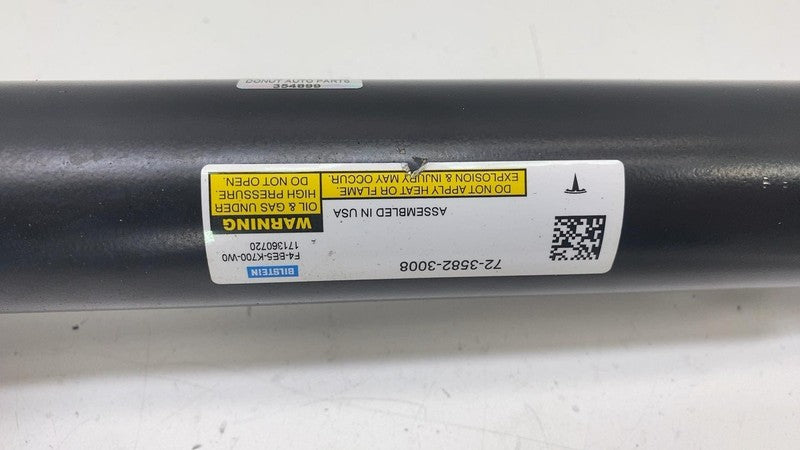 DONUT AUTO PARTS
354899
72-3582-3008
BILSTEIN
F4-BE5-K700-W0
171360720
ASSEMBLED IN USA
WARNING
OIL & GAS UNDER
HIGH PRESSURE.
DO NOT OPEN.
DO NOT APPLY HEAT OR FLAME.
EXPLOSION & INJURY MAY OCCUR.